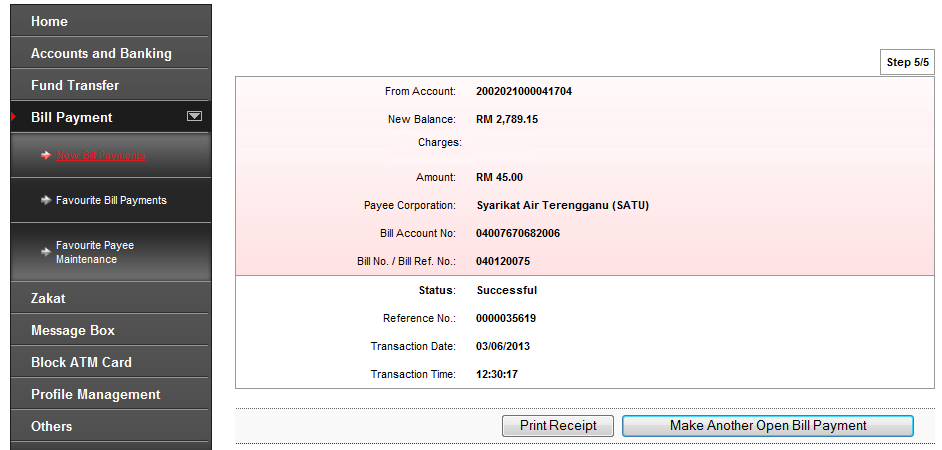 Home
Accounts and Banking
Fund Transfer
Bill Payment
New Bill Payments
Favourite Bill Payments
Favourite Payee
Maintenance
Zakat
Message Box
Block ATM Card
Profile Management
Others
Step 5/5
From Account: 2002021000041704
New Balance: RM 2,789.15
Charges:
Amount: RM 45.00
Payee Corporation: Syarikat Air Terengganu (SATU)
Bill Account No: 04007670682006
Bill No. / Bill Ref. No.: 040120075
Status: Successful
Reference No.: 0000035619
Transaction Date: 03/06/2013
Transaction Time: 12:30:17
Print Receipt Make Another Open Bill Payment